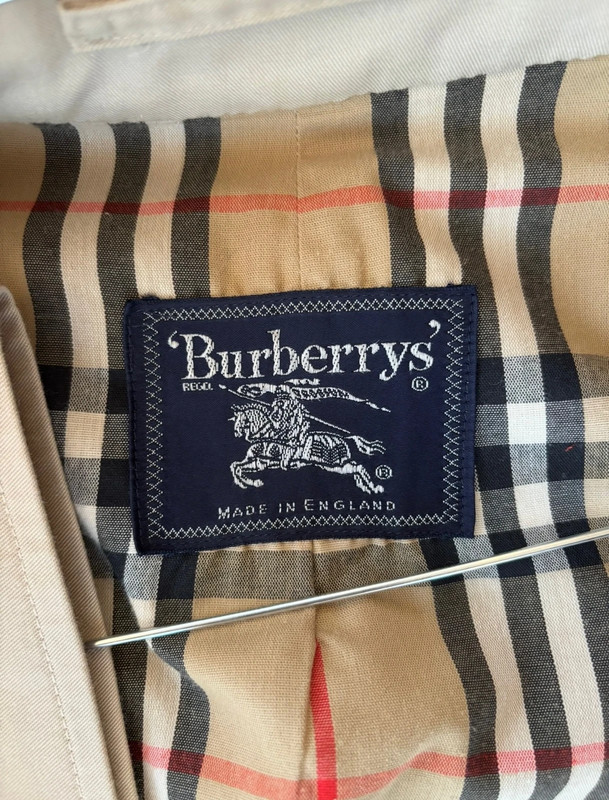 'Burberrys'
REGD. ®
®
MADE IN ENGLAND